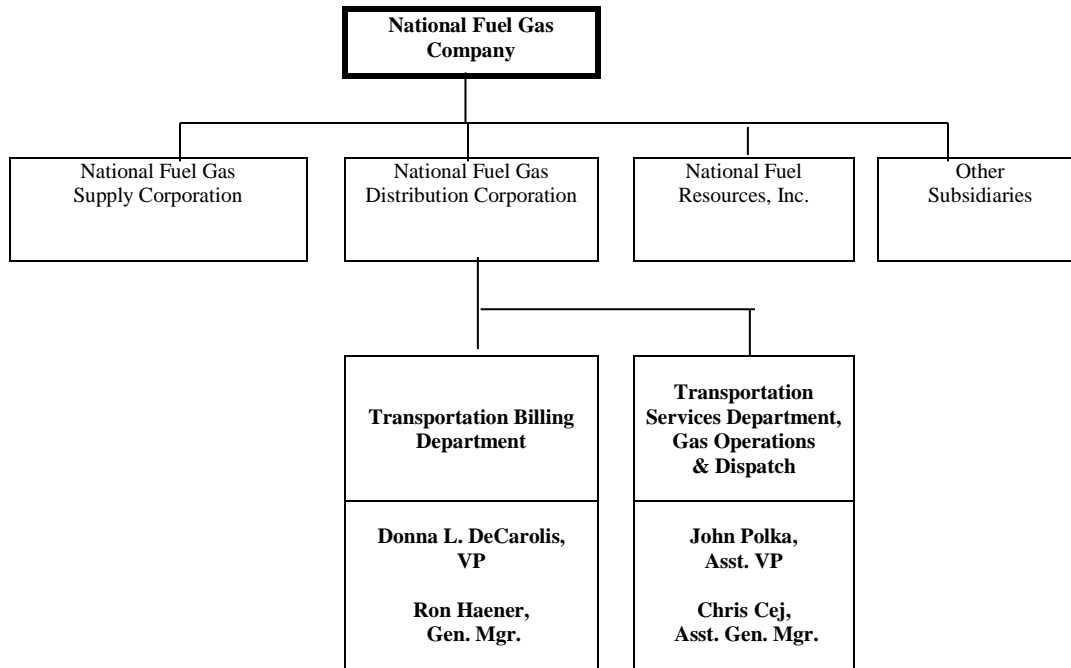 National Fuel Gas
Company
National Fuel Gas
Supply Corporation
National Fuel Gas
Distribution Corporation
National Fuel
Resources, Inc.
Other
Subsidiaries
Transportation Billing
Department
Transportation
Services Department,
Gas Operations
& Dispatch
Donna L. DeCarolis,
VP
Ron Haener,
Gen. Mgr.
John Polka,
Asst. VP
Chris Cej,
Asst. Gen. Mgr.